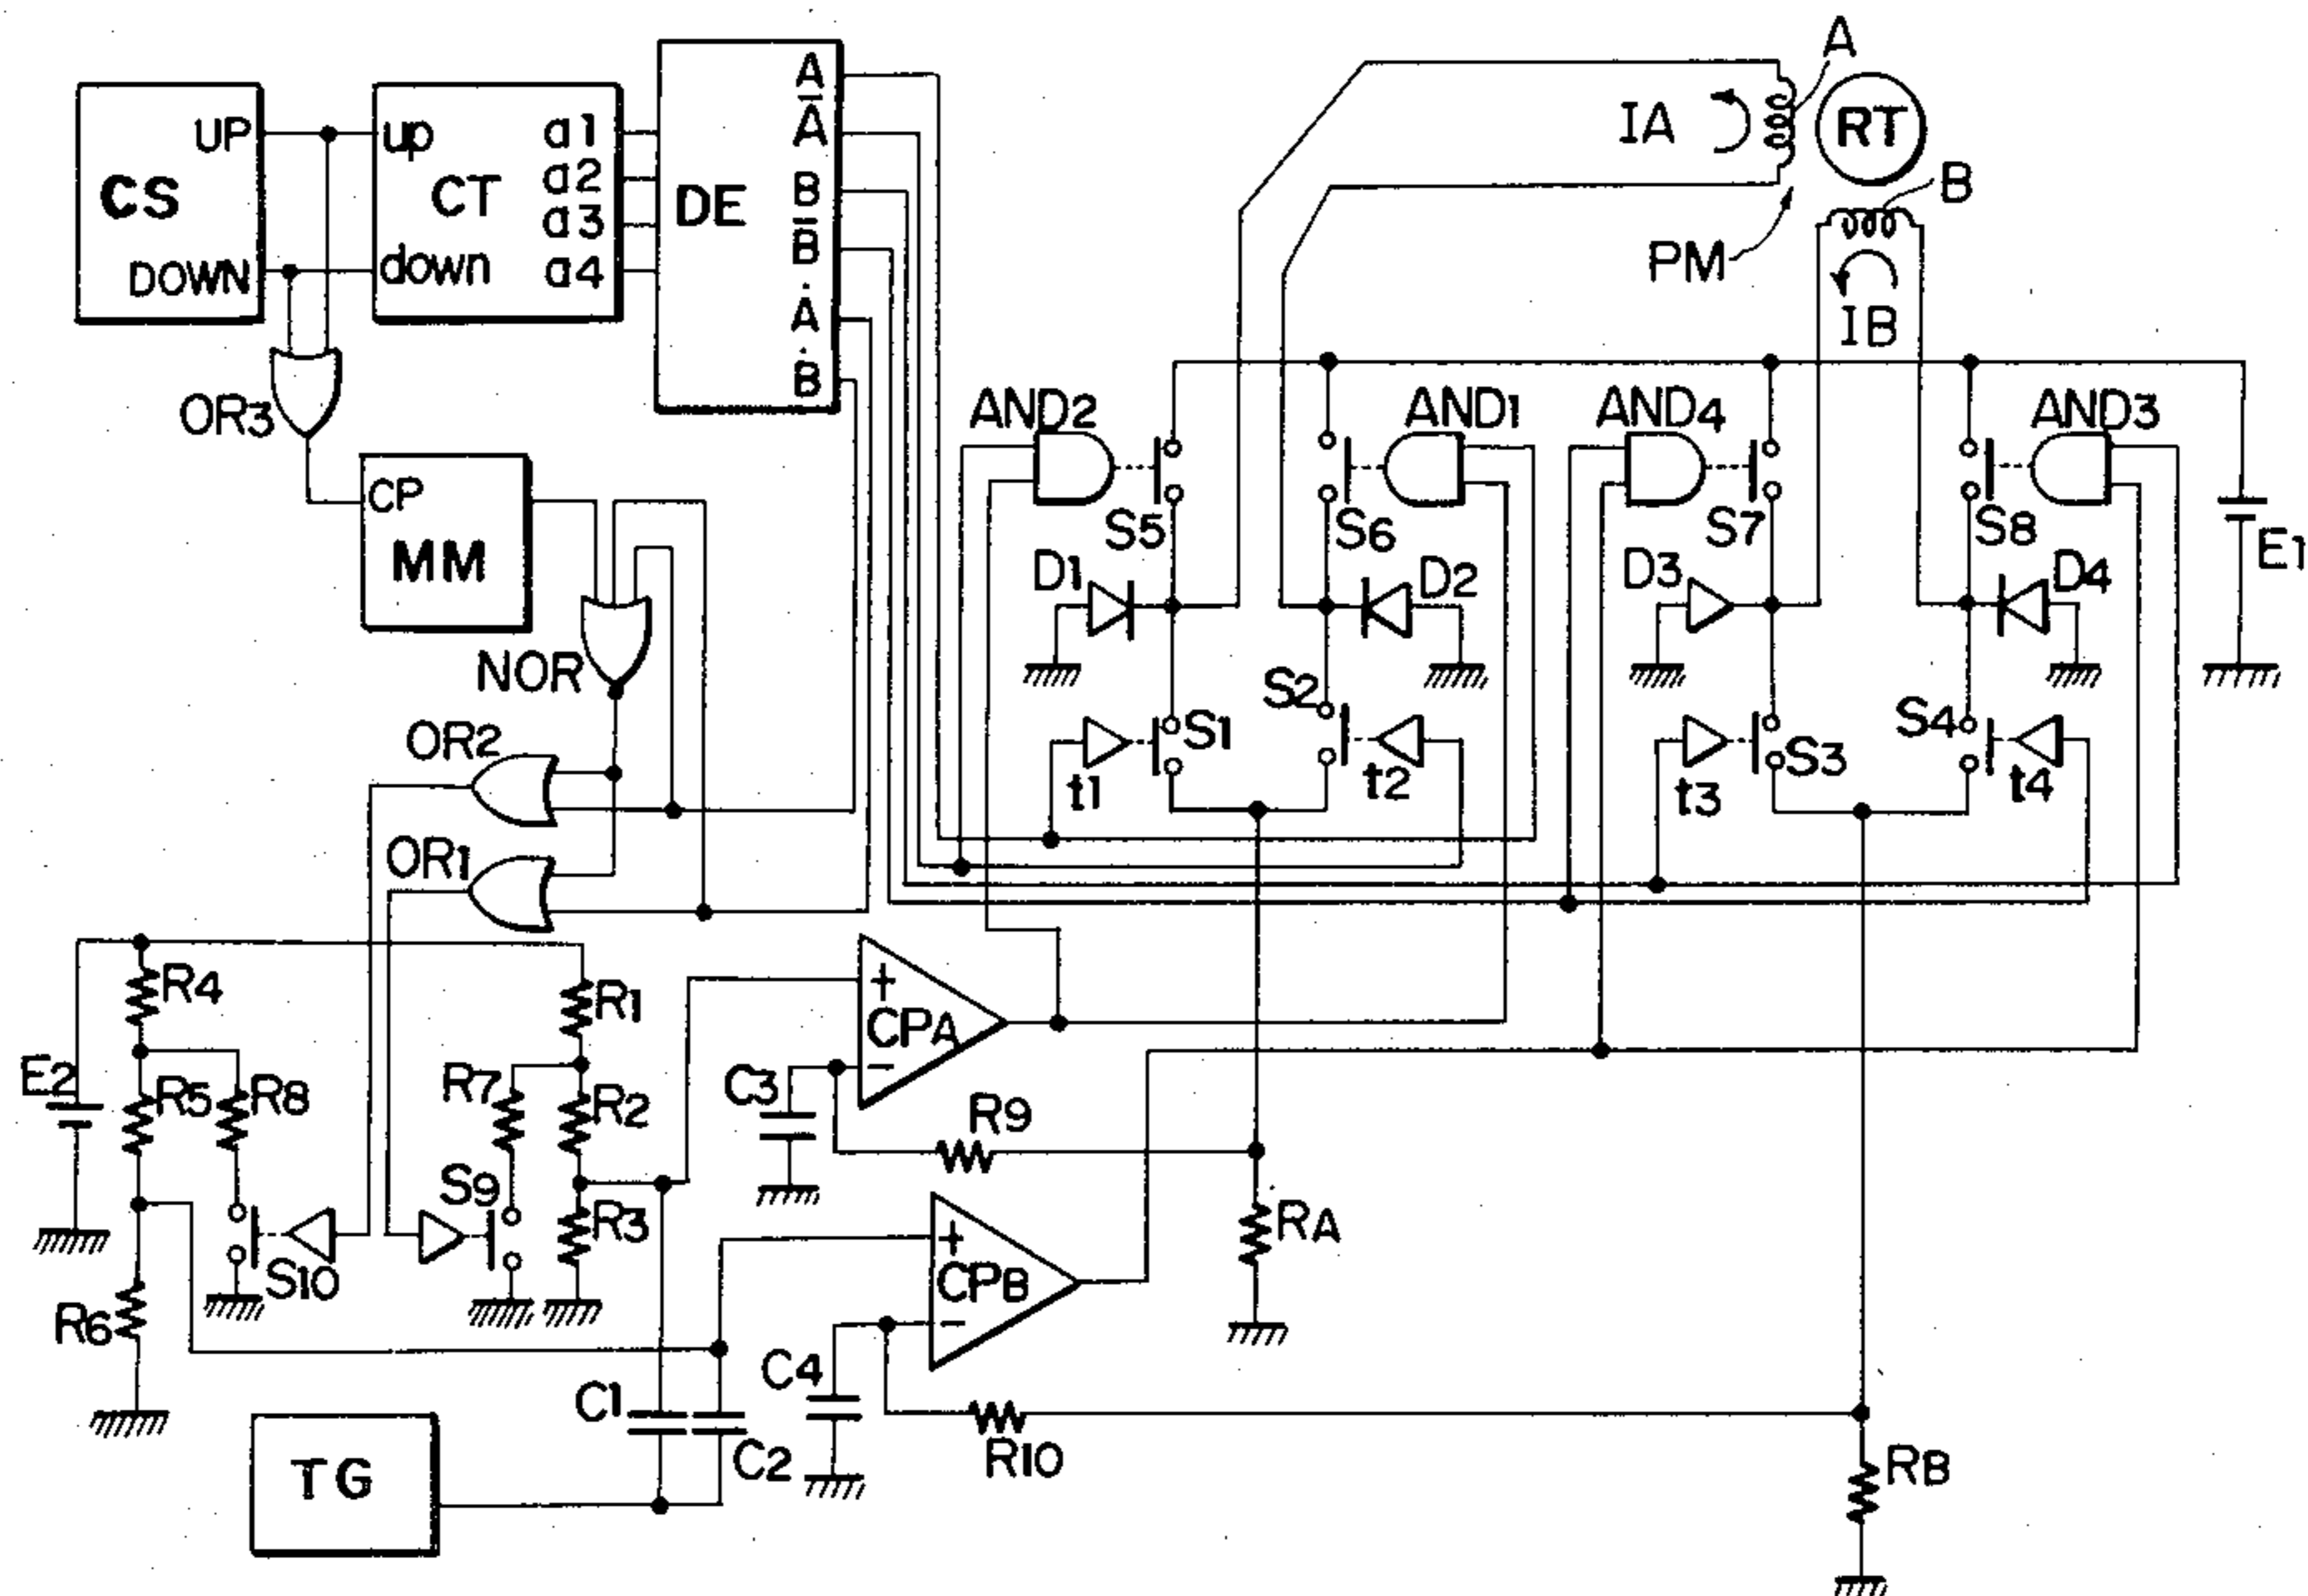 CS
UP
DOWN
up
down
CT
a1
a2
a3
a4
DE
A
A̅
B
B̅
Ȧ
Ḃ
IA
A
RT
B
PM
IB
OR3
CP
MM
NOR
OR2
OR1
AND2
AND1
AND4
AND3
S5
S6
S7
S8
E1
D1
D2
D3
D4
S1
S2
S3
S4
t1
t2
t3
t4
R4
R1
E2
R5
R8
R7
R2
S9
S10
R3
R6
+
CPA
−
C3
R9
RA
+
CPB
−
C4
R10
RB
C1
C2
TG